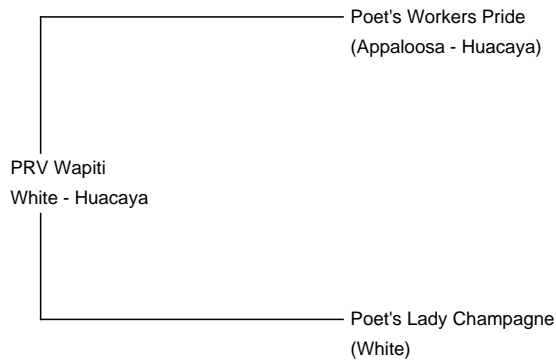 Poet's Workers Pride
(Appaloosa - Huacaya)
PRV Wapiti
White - Huacaya
Poet's Lady Champagne
(White)